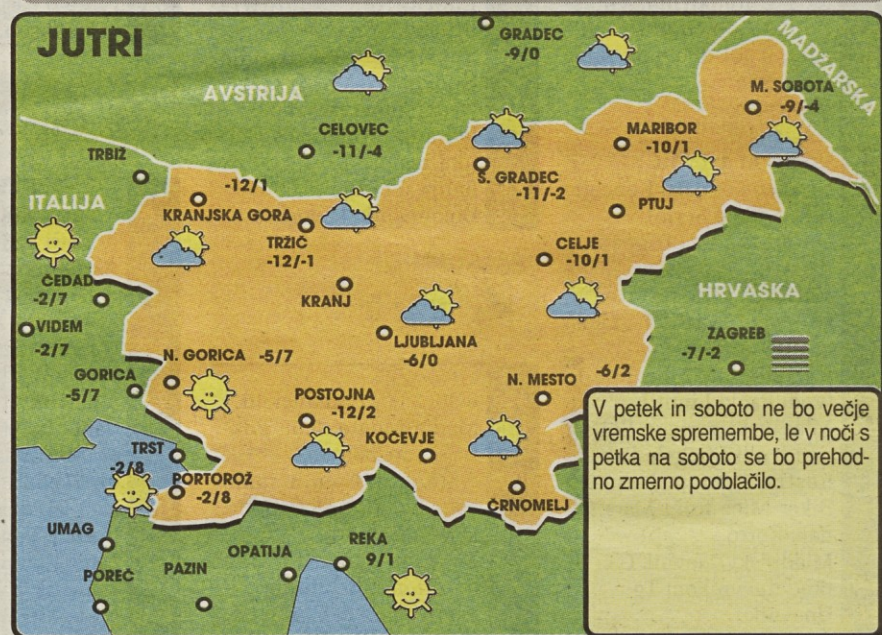 JUTRI
GRADEC
-9/0
MADŽARSKA
AVSTRIJA
M. SOBOTA
-9/-4
CELOVEC
-11/-4
MARIBOR
-10/1
TRBIŽ
Š. GRADEC
-11/-2
-12/1
KRANJSKA GORA
PTUJ
ITALIJA
TRŽIČ
-12/-1
CELJE
-10/1
ČEDAD
-2/7
KRANJ
HRVAŠKA
VIDEM
-2/7
LJUBLJANA
-6/0
ZAGREB
-7/-2
N. GORICA -5/7
GORICA
-5/7
N. MESTO -6/2
POSTOJNA
-12/2
KOČEVJE
TRST
-2/8
PORTOROŽ
-2/8
ČRNOMELJ
UMAG
OPATIJA
REKA
9/1
POREČ
PAZIN
V petek in soboto ne bo večje
vremske spremembe, le v noči s
petka na soboto se bo prehod-
no zmerno pooblačilo.